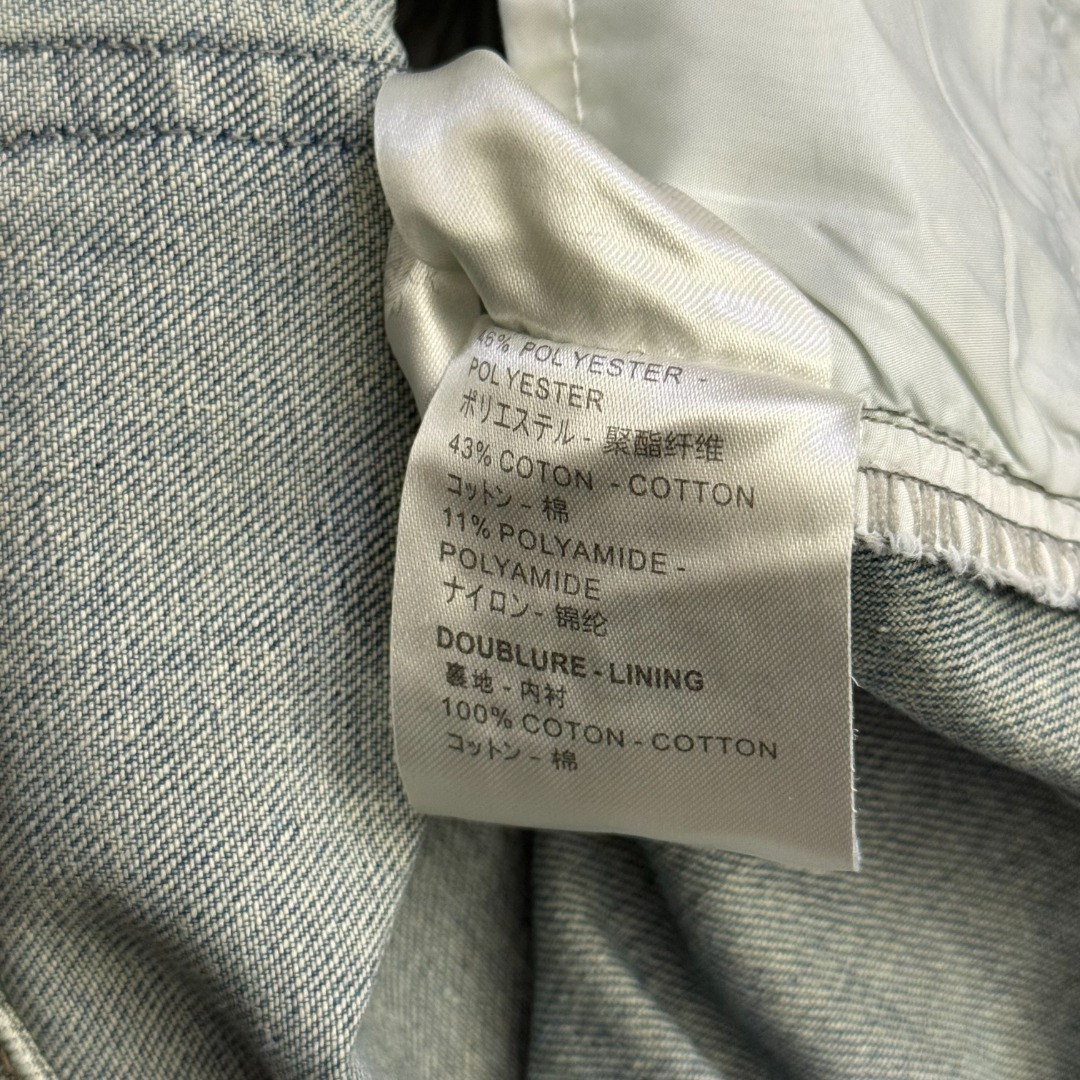 46% POLYESTER -
POLYESTER
ポリエステル - 聚酯纤维
43% COTON - COTTON
コットン - 棉
11% POLYAMIDE -
POLYAMIDE
ナイロン - 锦纶
DOUBLURE - LINING
裏地 - 内衬
100% COTON - COTTON
コットン - 棉